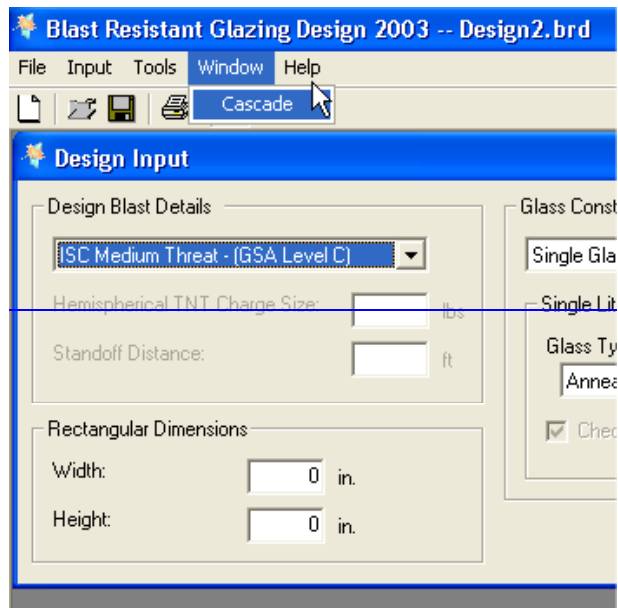 Blast Resistant Glazing Design 2003 -- Design2.brd
File Input Tools Window Help
Cascade
Design Input
Design Blast Details
ISC Medium Threat - (GSA Level C)
Hemispherical TNT Charge Size: lbs
Standoff Distance: ft
Rectangular Dimensions
Width: 0 in.
Height: 0 in.
Glass Const
Single Gla
Single Lit
Glass Ty
Annea
Chec